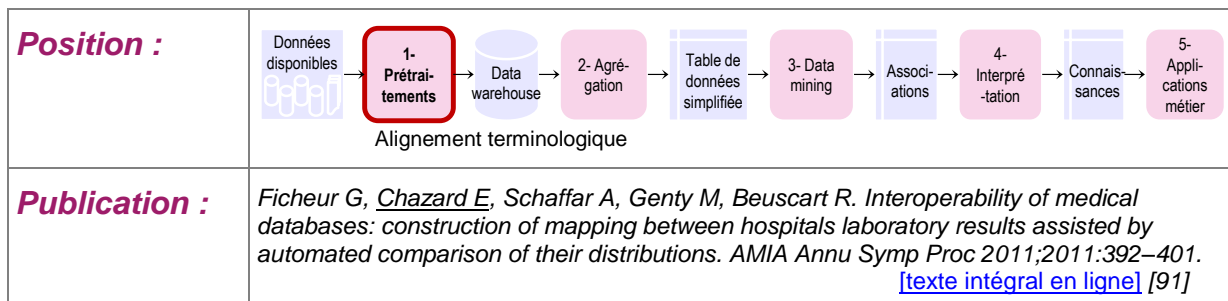 Position :
Données
disponibles
1-
Prétrai-
tements
Data
warehouse
2- Agré-
gation
Table de
données
simplifiée
3- Data
mining
Associ-
ations
4-
Interpré
-tation
Connais-
sances
5-
Appli-
cations
métier
Alignement terminologique
Publication :
Ficheur G, Chazard E, Schaffar A, Genty M, Beuscart R. Interoperability of medical
databases: construction of mapping between hospitals laboratory results assisted by
automated comparison of their distributions. AMIA Annu Symp Proc 2011;2011:392–401.
[texte intégral en ligne] [91]